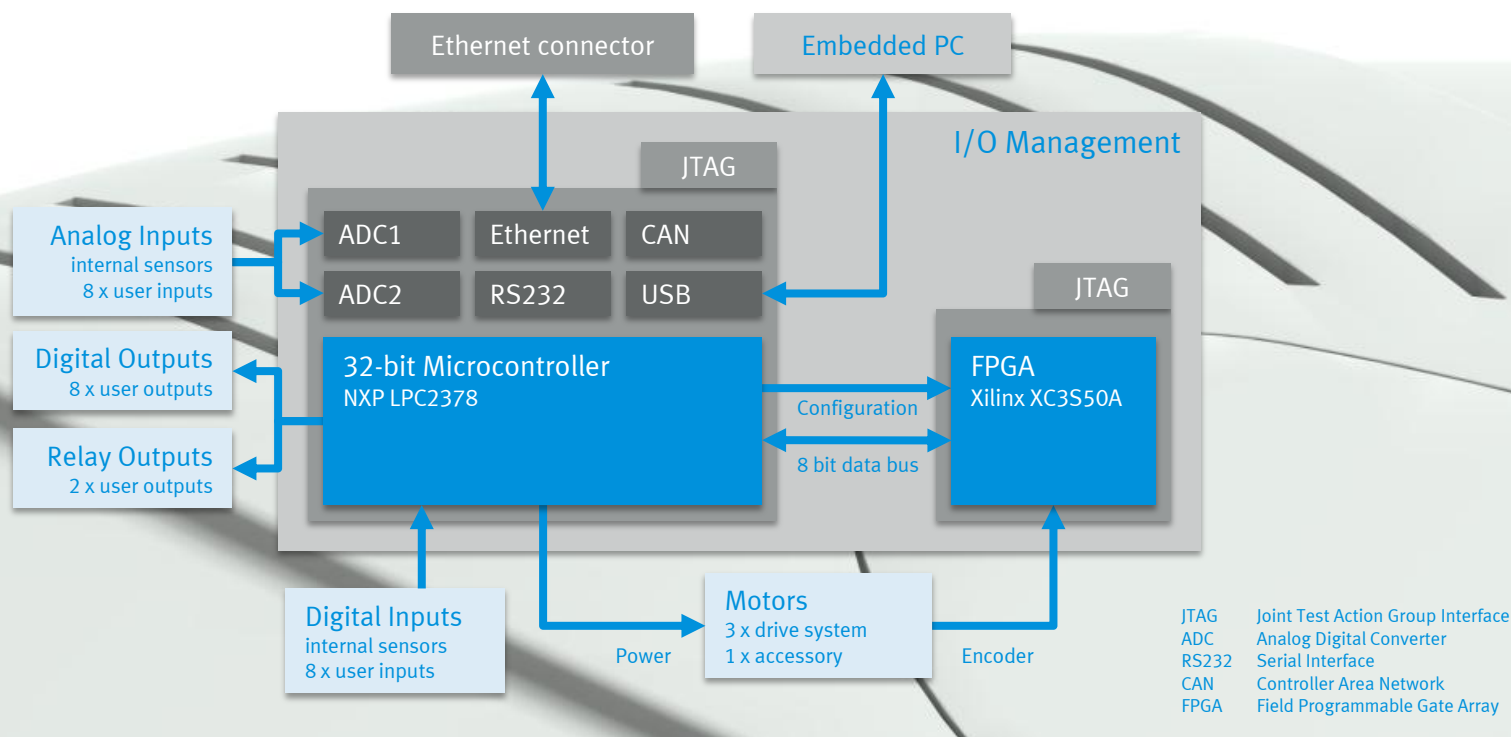 Ethernet connector
Embedded PC
I/O Management
JTAG
ADC1
Ethernet
CAN
ADC2
RS232
USB
JTAG
Analog Inputs
internal sensors
8 x user inputs
Digital Outputs
8 x user outputs
Relay Outputs
2 x user outputs
32-bit Microcontroller
NXP LPC2378
Configuration
8 bit data bus
FPGA
Xilinx XC3S50A
Digital Inputs
internal sensors
8 x user inputs
Power
Motors
3 x drive system
1 x accessory
Encoder
JTAG Joint Test Action Group Interface
ADC Analog Digital Converter
RS232 Serial Interface
CAN Controller Area Network
FPGA Field Programmable Gate Array